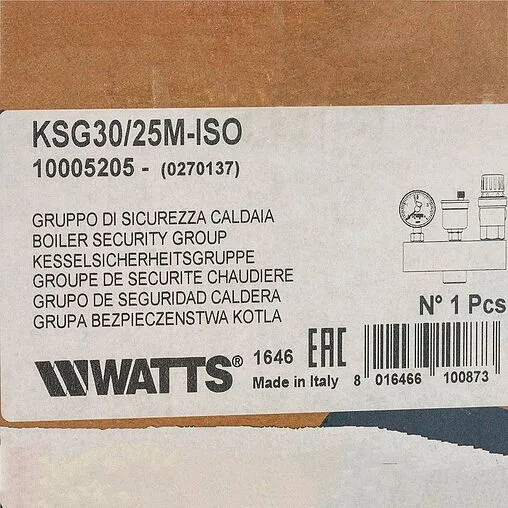 KSG30/25M-ISO
10005205 - (0270137)
GRUPPO DI SICUREZZA CALDAIA
BOILER SECURITY GROUP
KESSELSICHERHEITSGRUPPE
GROUPE DE SECURITE CHAUDIERE
GRUPO DE SEGURIDAD CALDERA
GRUPA BEZPIECZENSTWA KOTLA
N° 1 Pcs
WATTS® 1646 EAC
Made in Italy 8 016466 100873